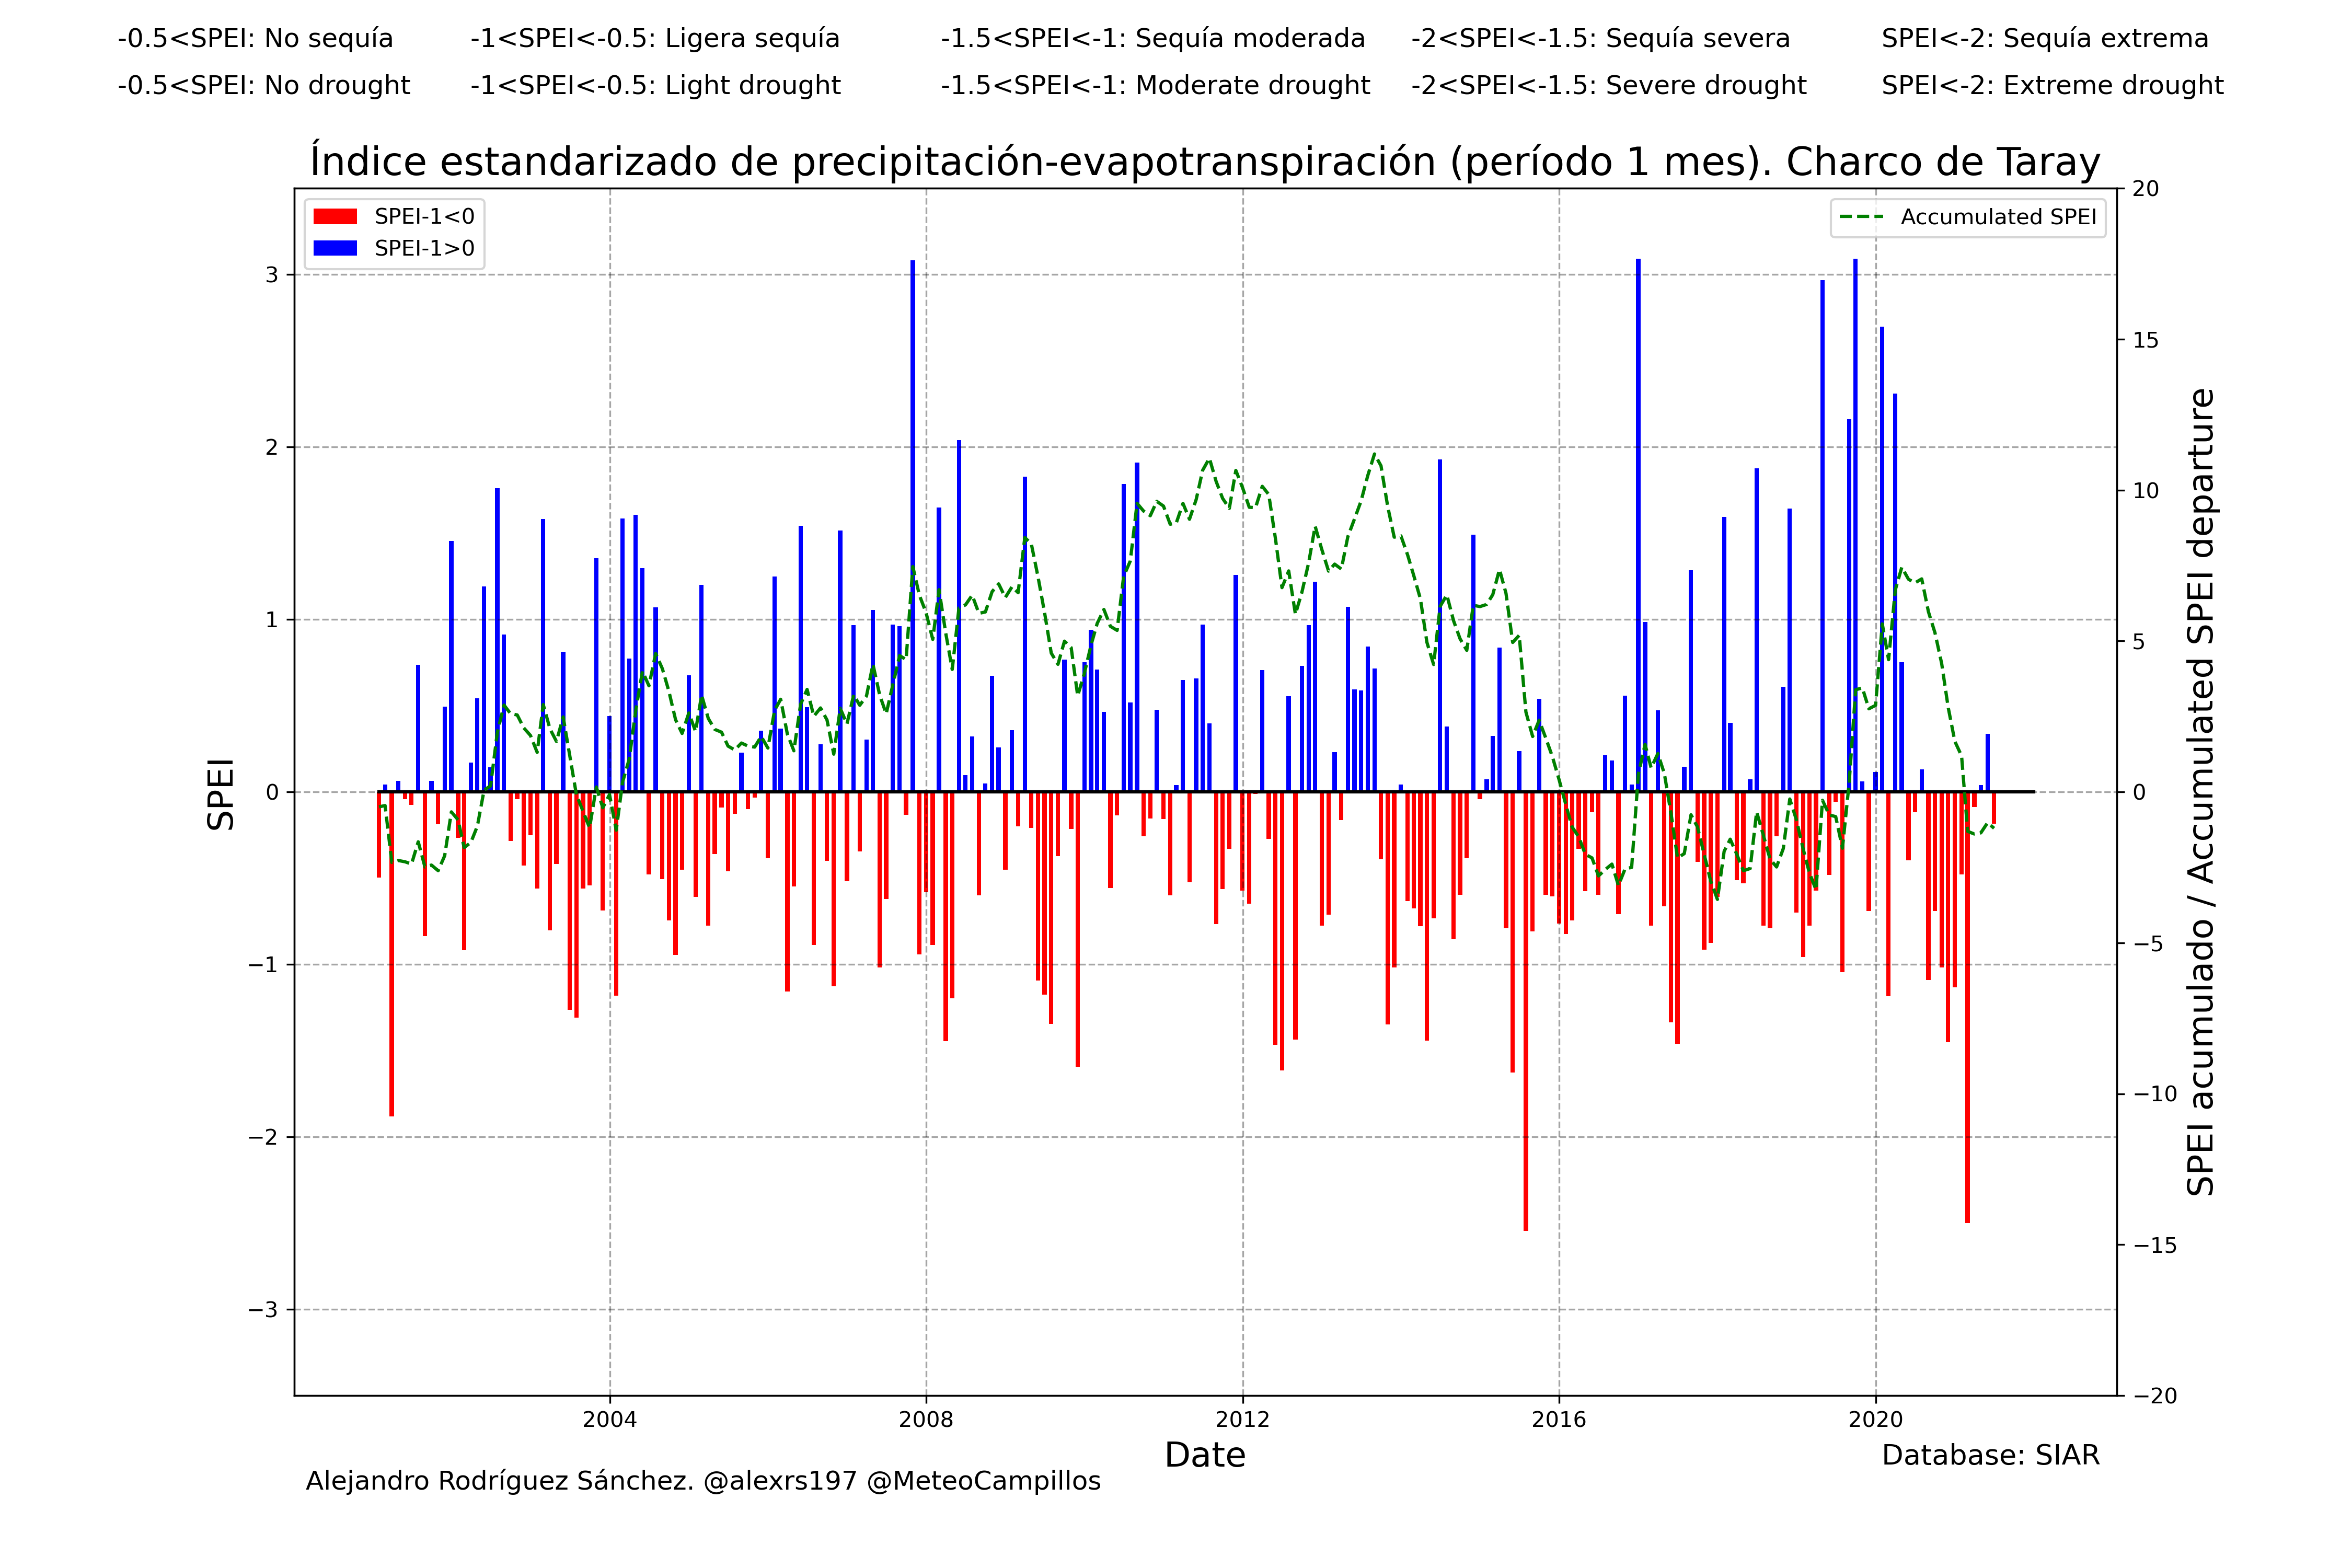 -0.5<SPEI: No sequía -1<SPEI<-0.5: Ligera sequía -1.5<SPEI<-1: Sequía moderada -2<SPEI<-1.5: Sequía severa SPEI<-2: Sequía extrema
-0.5<SPEI: No drought -1<SPEI<-0.5: Light drought -1.5<SPEI<-1: Moderate drought -2<SPEI<-1.5: Severe drought SPEI<-2: Extreme drought
Índice estandarizado de precipitación-evapotranspiración (período 1 mes). Charco de Taray
SPEI-1<0
SPEI-1>0
Accumulated SPEI
SPEI
3
2
1
0
−1
−2
−3
20
15
10
5
0
−5
−10
−15
−20
SPEI acumulado / Accumulated SPEI departure
2004 2008 2012 2016 2020
Date
Database: SIAR
Alejandro Rodríguez Sánchez. @alexrs197 @MeteoCampillos